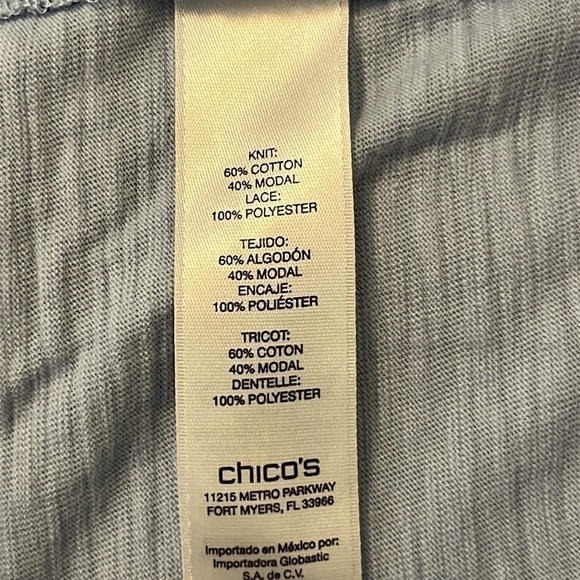 KNIT:
60% COTTON
40% MODAL
LACE:
100% POLYESTER
TEJIDO:
60% ALGODÓN
40% MODAL
ENCAJE:
100% POLIÉSTER
TRICOT:
60% COTON
40% MODAL
DENTELLE:
100% POLYESTER
chico's
11215 METRO PARKWAY
FORT MYERS, FL 33966
Importado en México por:
Importadora Globastic
S.A. de C.V.